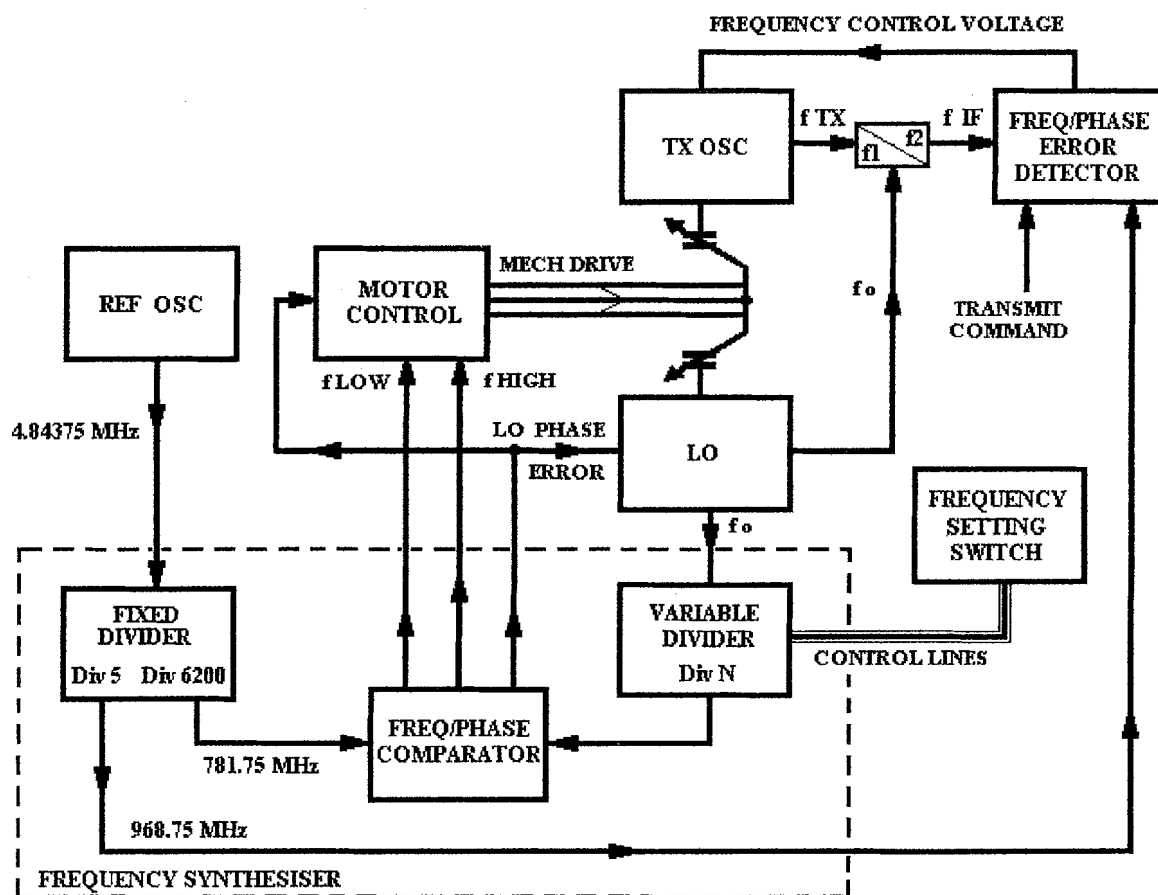 FREQUENCY CONTROL VOLTAGE
TX OSC
f TX
f1
f2
f IF
FREQ/PHASE
ERROR
DETECTOR
REF OSC
MOTOR
CONTROL
MECH DRIVE
f o
TRANSMIT
COMMAND
4.84375 MHz
f LOW
f HIGH
LO PHASE
ERROR
LO
f o
FREQUENCY
SETTING
SWITCH
FIXED
DIVIDER
Div 5 Div 6200
VARIABLE
DIVIDER
Div N
CONTROL LINES
FREQ/PHASE
COMPARATOR
781.75 MHz
968.75 MHz
FREQUENCY SYNTHESISER